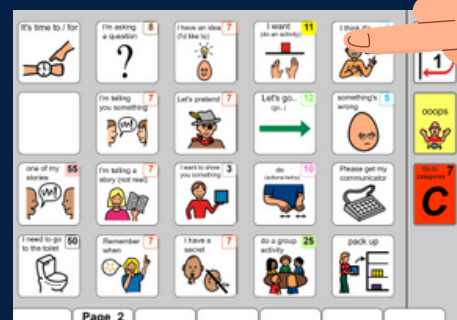 It's time to / for
I'm asking
a question
8
I have an idea
(I'd like to)
7
I want
(do an activity)
11
I think it's
1
I'm telling
you something
7
Let's pretend
7
Let's go..
(go..)
12
something's
wrong
5
ooops
one of my
stories
55
I'm telling a
story (not real)
7
I want to show
you something
3
do
(actions/verbs)
10
Please get my
communicator
Go to
categories
7
C
I need to go
to the toilet
50
Remember
when
7
I have a
secret
7
do a group
activity
25
pack up
Page 2